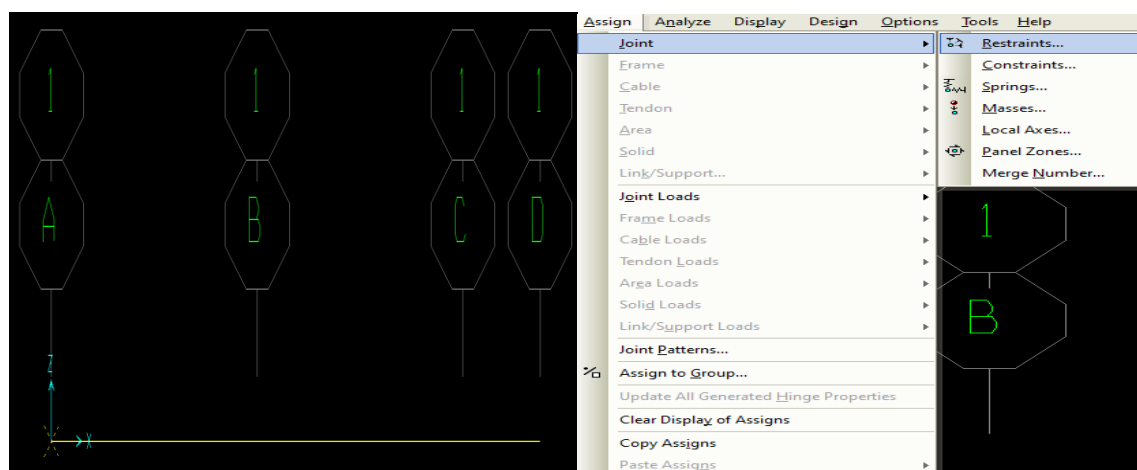 1 1 1 1
A B C D
Z
X
Assign Analyze Display Design Options Tools Help
Joint
Frame
Cable
Tendon
Area
Solid
Link/Support...
Joint Loads
Frame Loads
Cable Loads
Tendon Loads
Area Loads
Solid Loads
Link/Support Loads
Joint Patterns...
Assign to Group...
Update All Generated Hinge Properties
Clear Display of Assigns
Copy Assigns
Paste Assigns
Restraints...
Constraints...
Springs...
Masses...
Local Axes...
Panel Zones...
Merge Number...
1
B